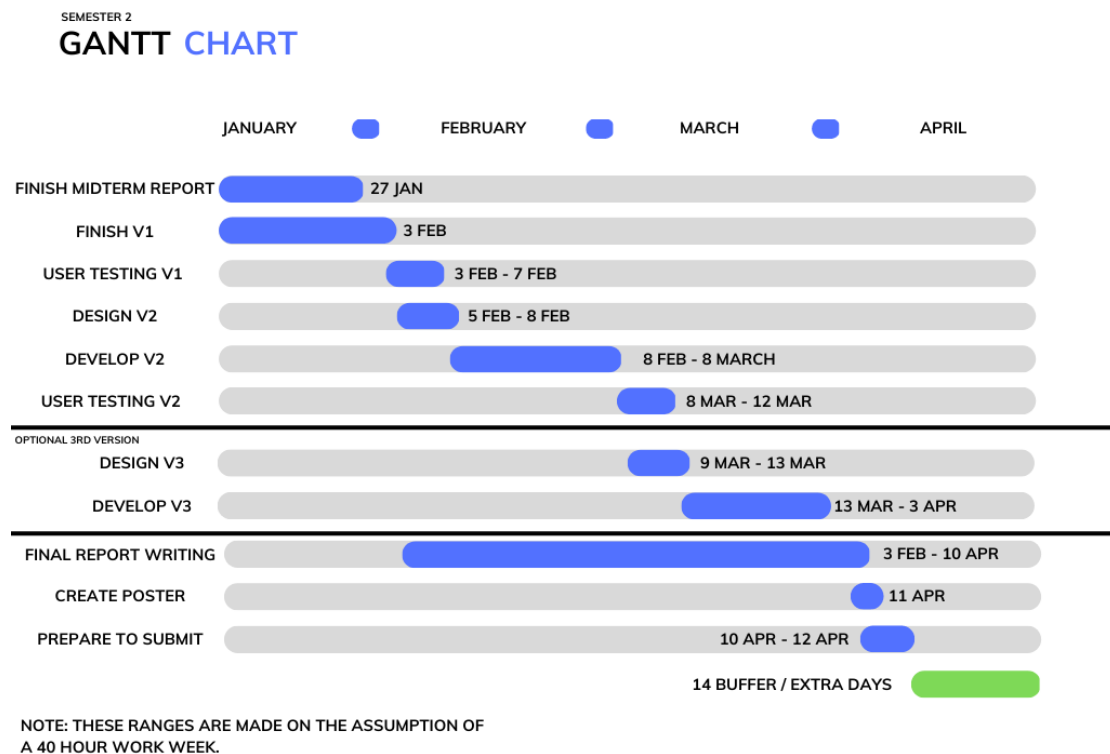 SEMESTER 2
GANTT CHART
JANUARY FEBRUARY MARCH APRIL
FINISH MIDTERM REPORT 27 JAN
FINISH V1 3 FEB
USER TESTING V1 3 FEB - 7 FEB
DESIGN V2 5 FEB - 8 FEB
DEVELOP V2 8 FEB - 8 MARCH
USER TESTING V2 8 MAR - 12 MAR
OPTIONAL 3RD VERSION
DESIGN V3 9 MAR - 13 MAR
DEVELOP V3 13 MAR - 3 APR
FINAL REPORT WRITING 3 FEB - 10 APR
CREATE POSTER 11 APR
PREPARE TO SUBMIT 10 APR - 12 APR
14 BUFFER / EXTRA DAYS
NOTE: THESE RANGES ARE MADE ON THE ASSUMPTION OF
A 40 HOUR WORK WEEK.